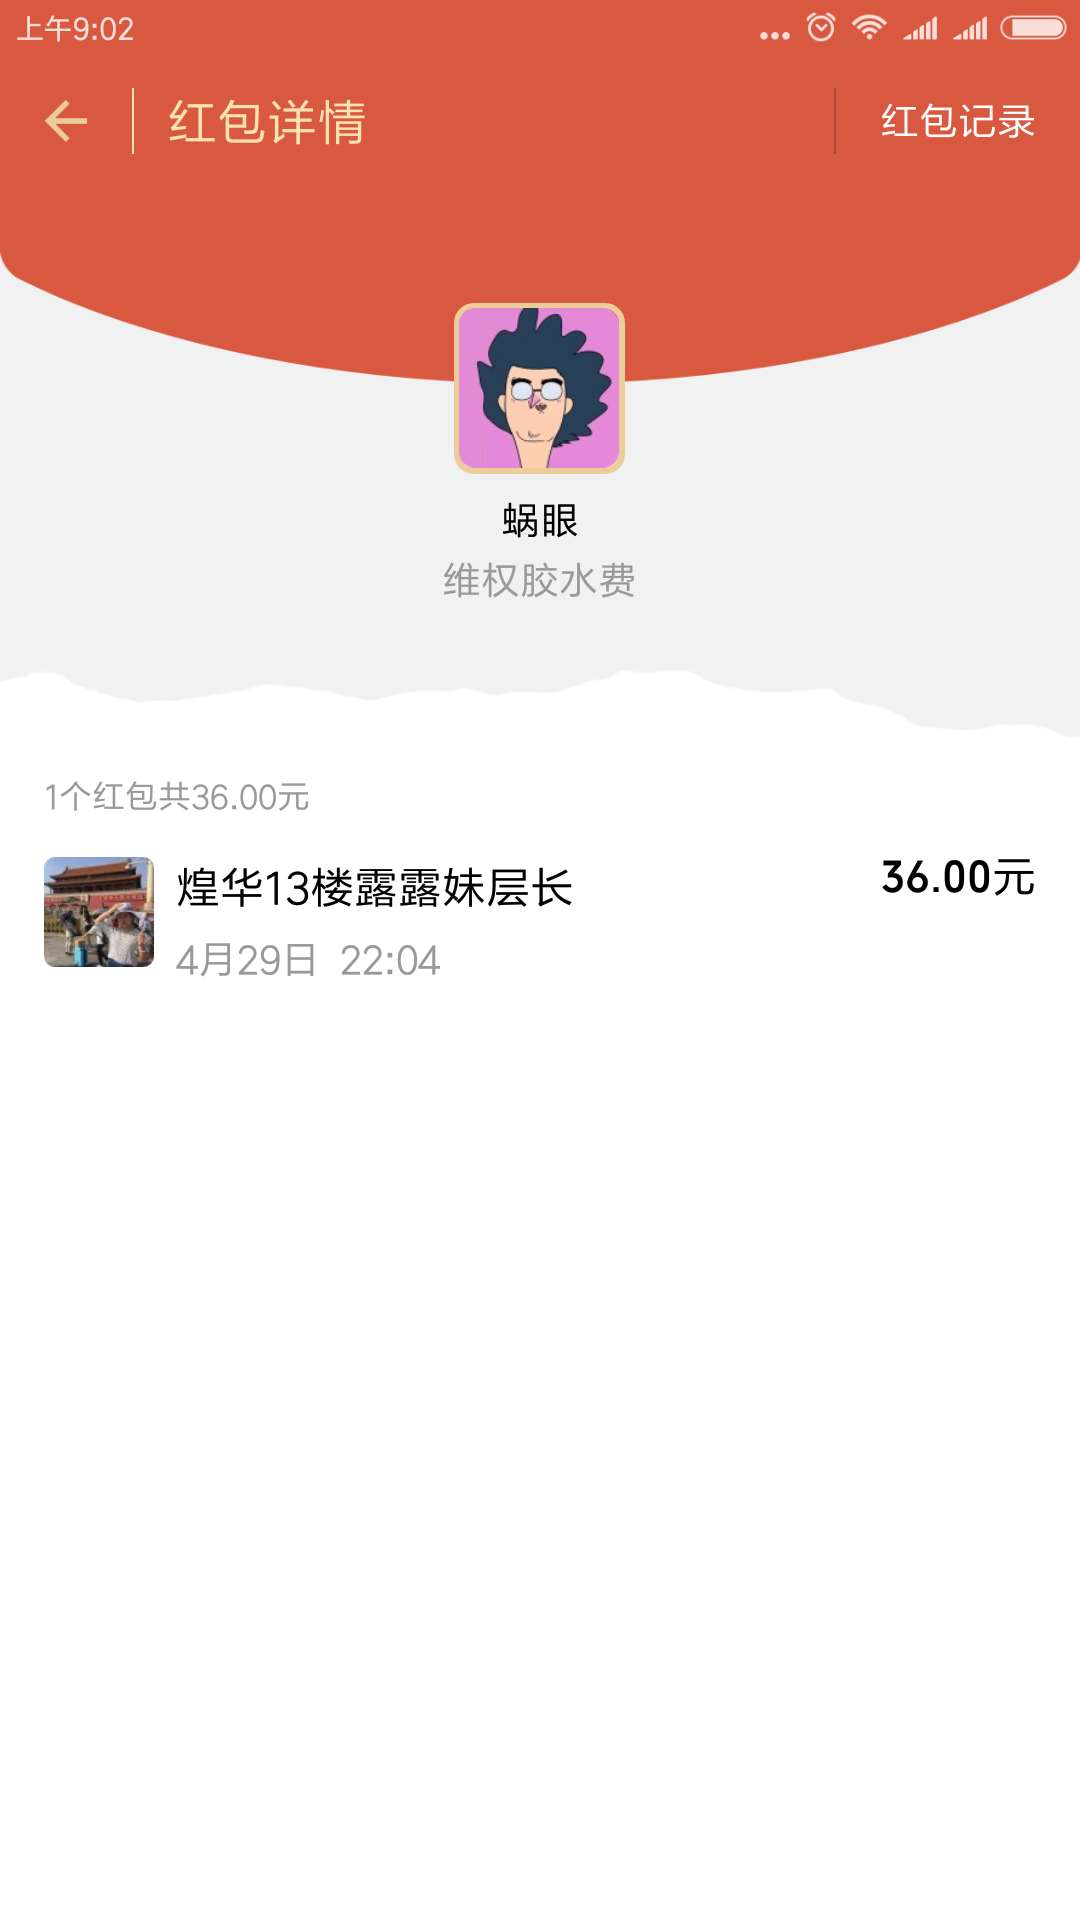 上午9:02
红包详情
红包记录
蜗眼
维权胶水费
1个红包共36.00元
煌华13楼露露妹层长
36.00元
4月29日 22:04